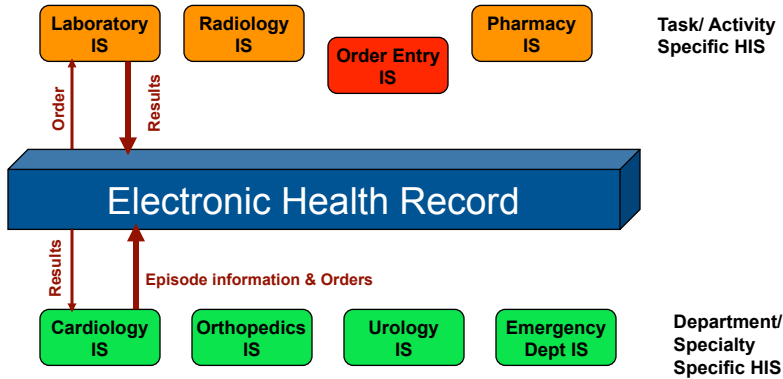 Laboratory
IS
Radiology
IS
Order Entry
IS
Pharmacy
IS
Task/ Activity
Specific HIS
Order
Results
Electronic Health Record
Results
Episode information & Orders
Cardiology
IS
Orthopedics
IS
Urology
IS
Emergency
Dept IS
Department/
Specialty
Specific HIS